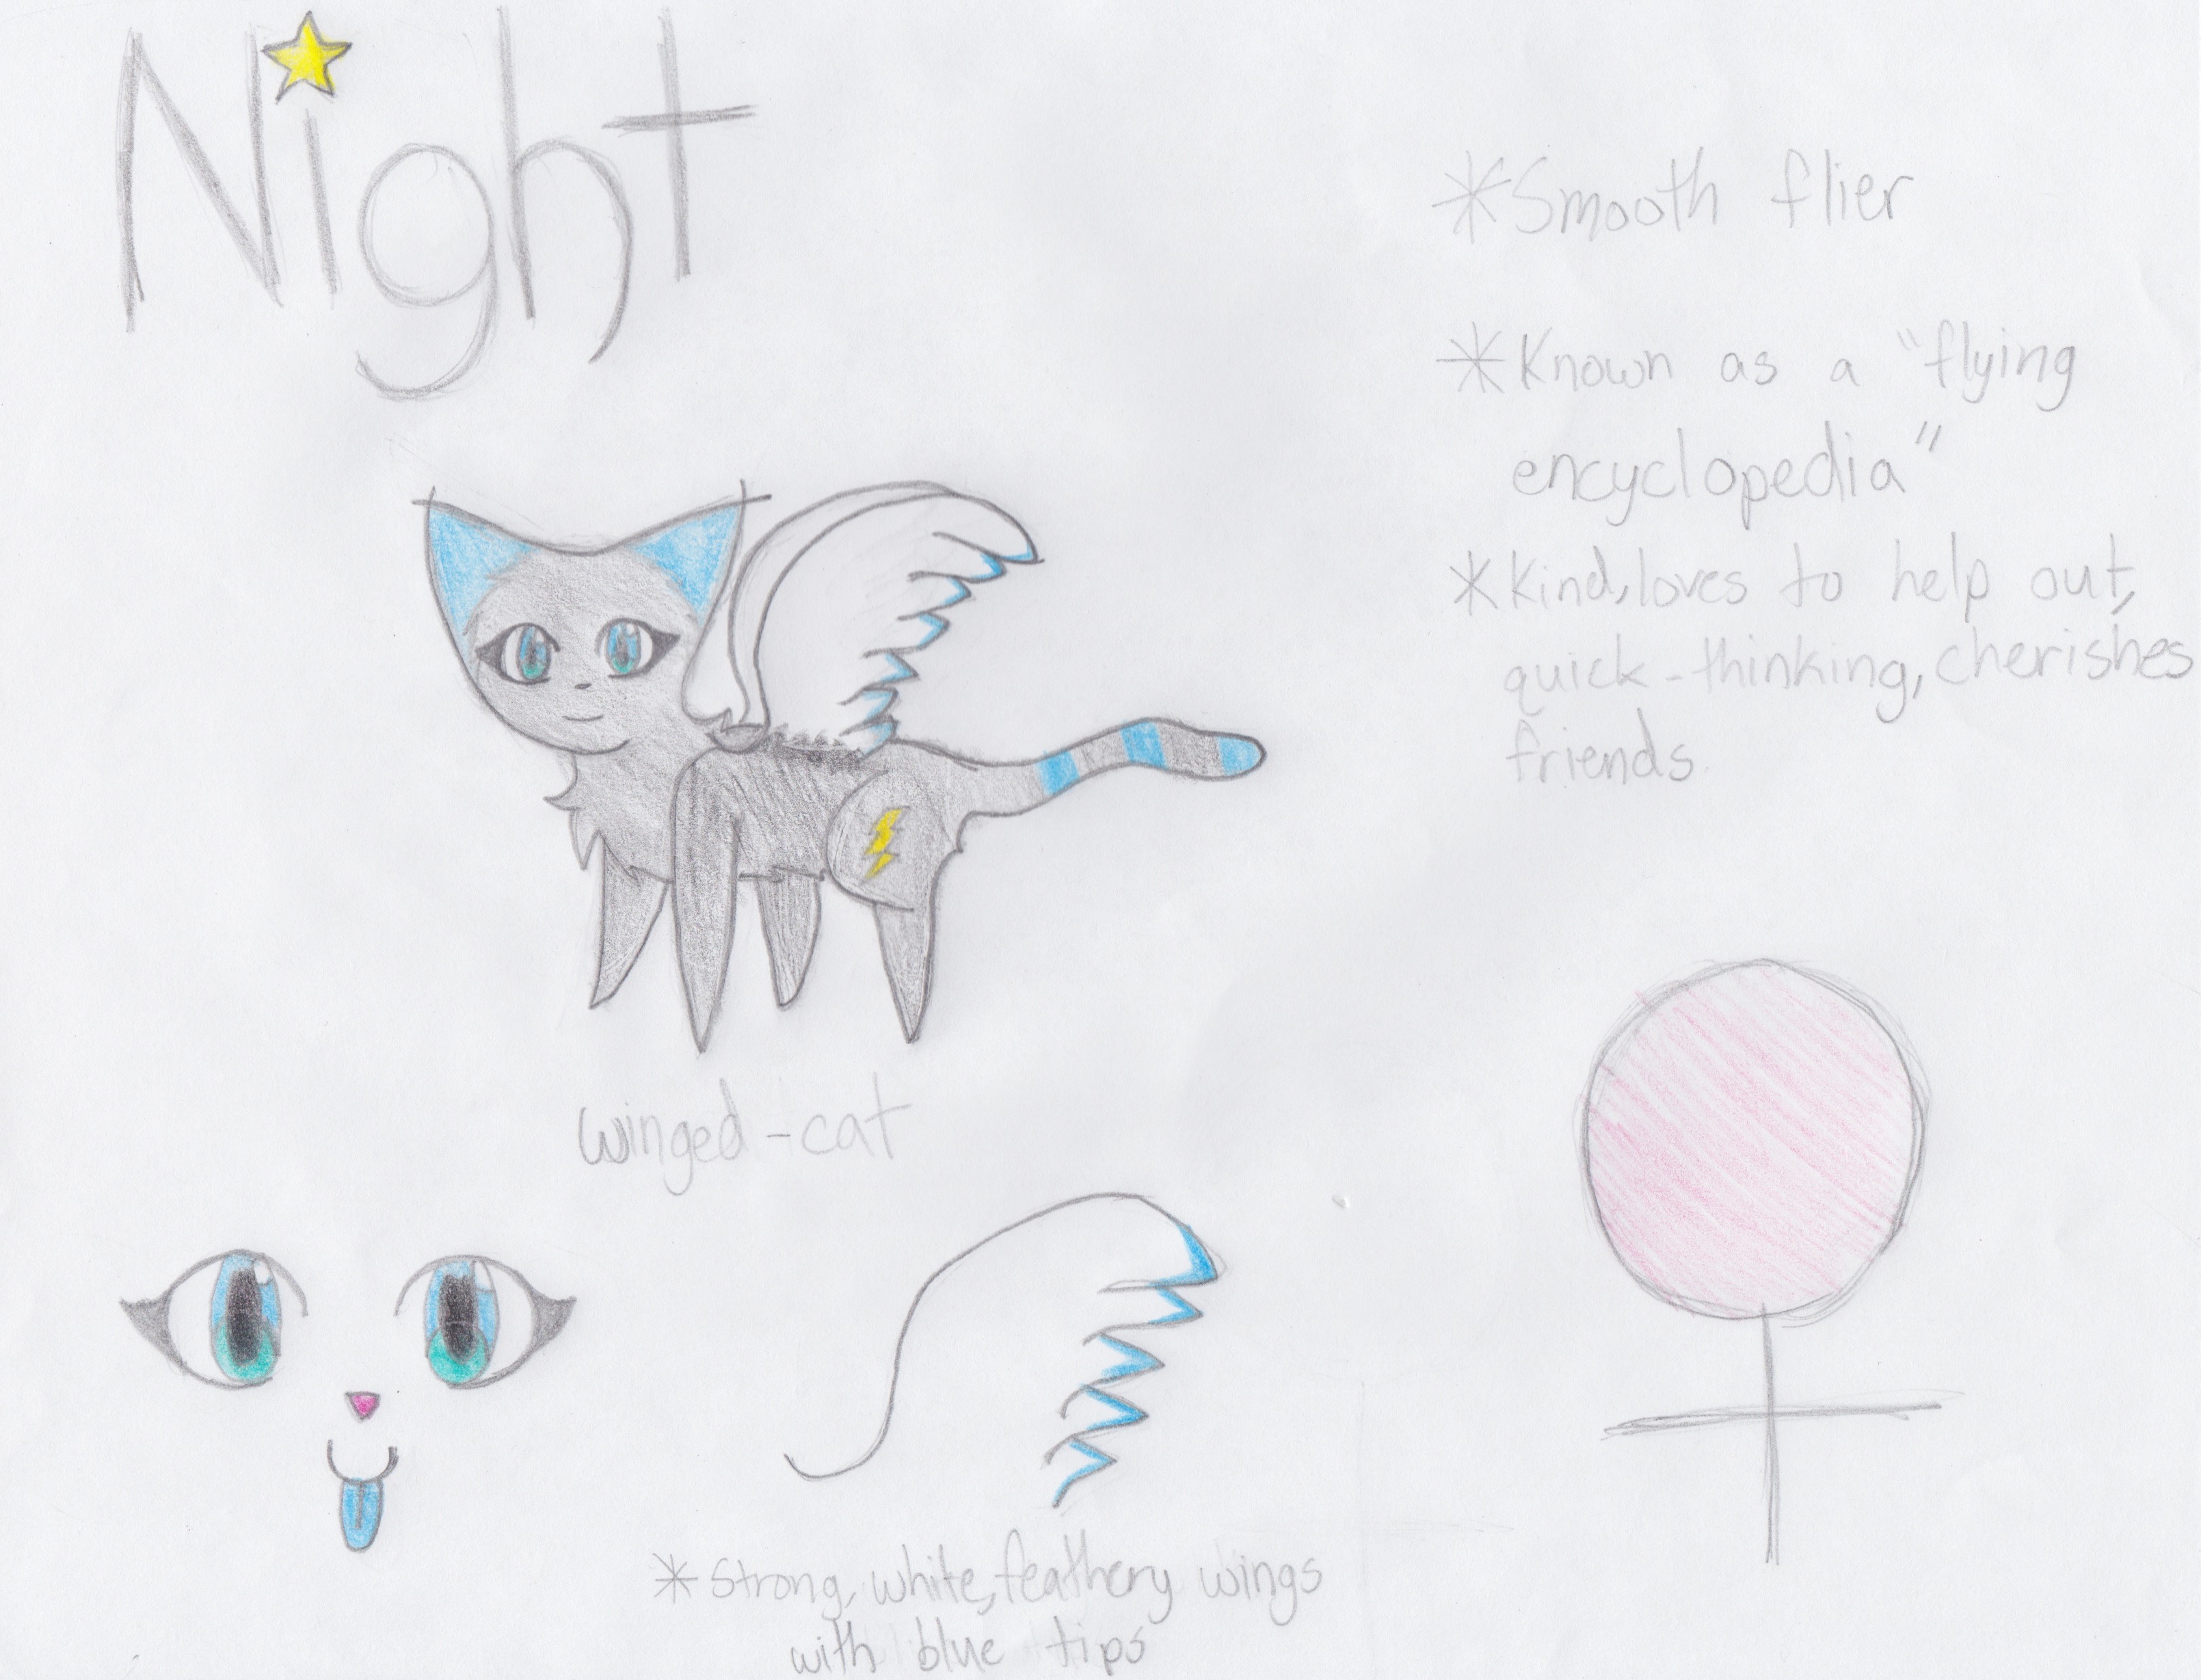 Night
*Smooth flier
*Known as a "flying
encyclopedia"
*Kind, loves to help out,
quick-thinking, cherishes
friends.
winged-cat
*Strong, white, feathery wings
with blue tips